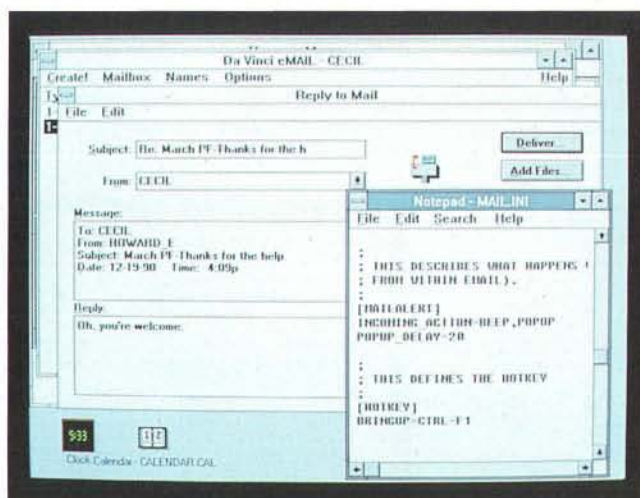 Da Vinci eMAIL - CECIL
Create! Mailbox Names Options Help
Reply to Mail
File Edit
Subject: Re: March PF-Thanks for the h
From: CECIL
Deliver...
Add Files...
Message:
To: CECIL
From: HOWARD_E
Subject: March PF-Thanks for the help
Date: 12-19-90 Time: 4:09p
Reply:
Oh, you're welcome.
Notepad - MAIL.INI
File Edit Search Help
;
; THIS DESCRIBES WHAT HAPPENS
; FROM WITHIN EMAIL).
;
[MAILALERT]
INCOMING_ACTION=BEEP,POPUP
POPUP_DELAY=20
;
; THIS DEFINES THE HOTKEY
;
[HOTKEY]
BRINGUP=CTRL-F1
5:33
1 2
Clock Calendar - CALENDAR.CAL